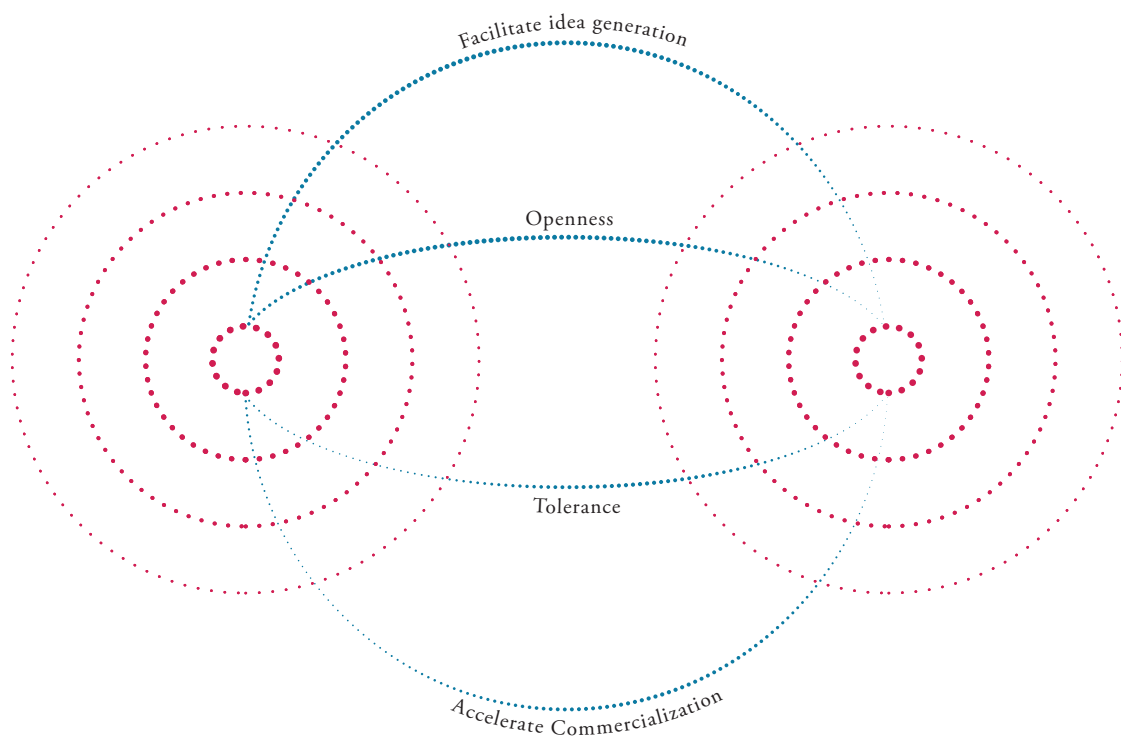 Facilitate idea generation
Openness
Tolerance
Accelerate Commercialization